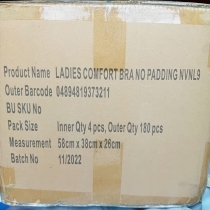 Product Name LADIES COMFORT BRA NO PADDING NVNL9
Outer Barcode 04894819373211
BU SKU No
Pack Size Inner Qty 4 pcs, Outer Qty 180 pcs
Measurement 58cm x 38cm x 26cm
Batch No 11/2022